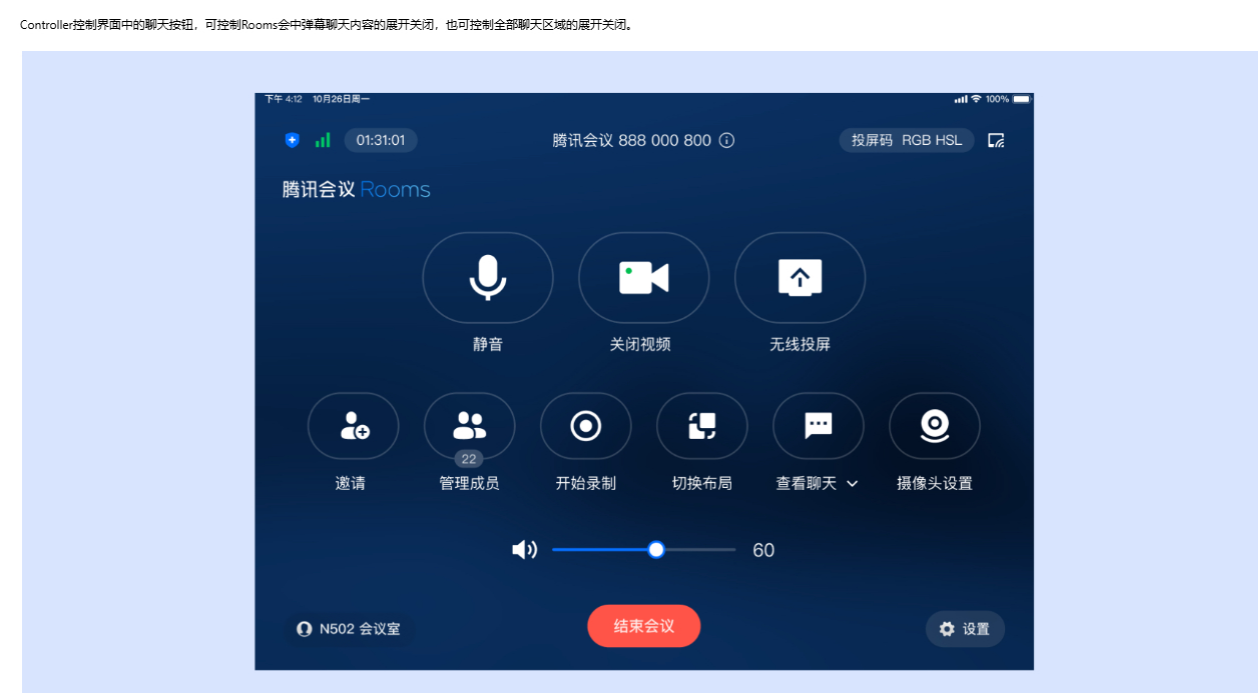 Controller控制界面中的聊天按钮，可控制Rooms会中弹幕聊天内容的展开关闭，也可控制全部聊天区域的展开关闭。
下午 4:12 10月26日周一 100%
01:31:01 腾讯会议 888 000 800 投屏码 RGB HSL
腾讯会议 Rooms
静音 关闭视频 无线投屏
22
邀请 管理成员 开始录制 切换布局 查看聊天 摄像头设置
60
N502 会议室 结束会议 设置